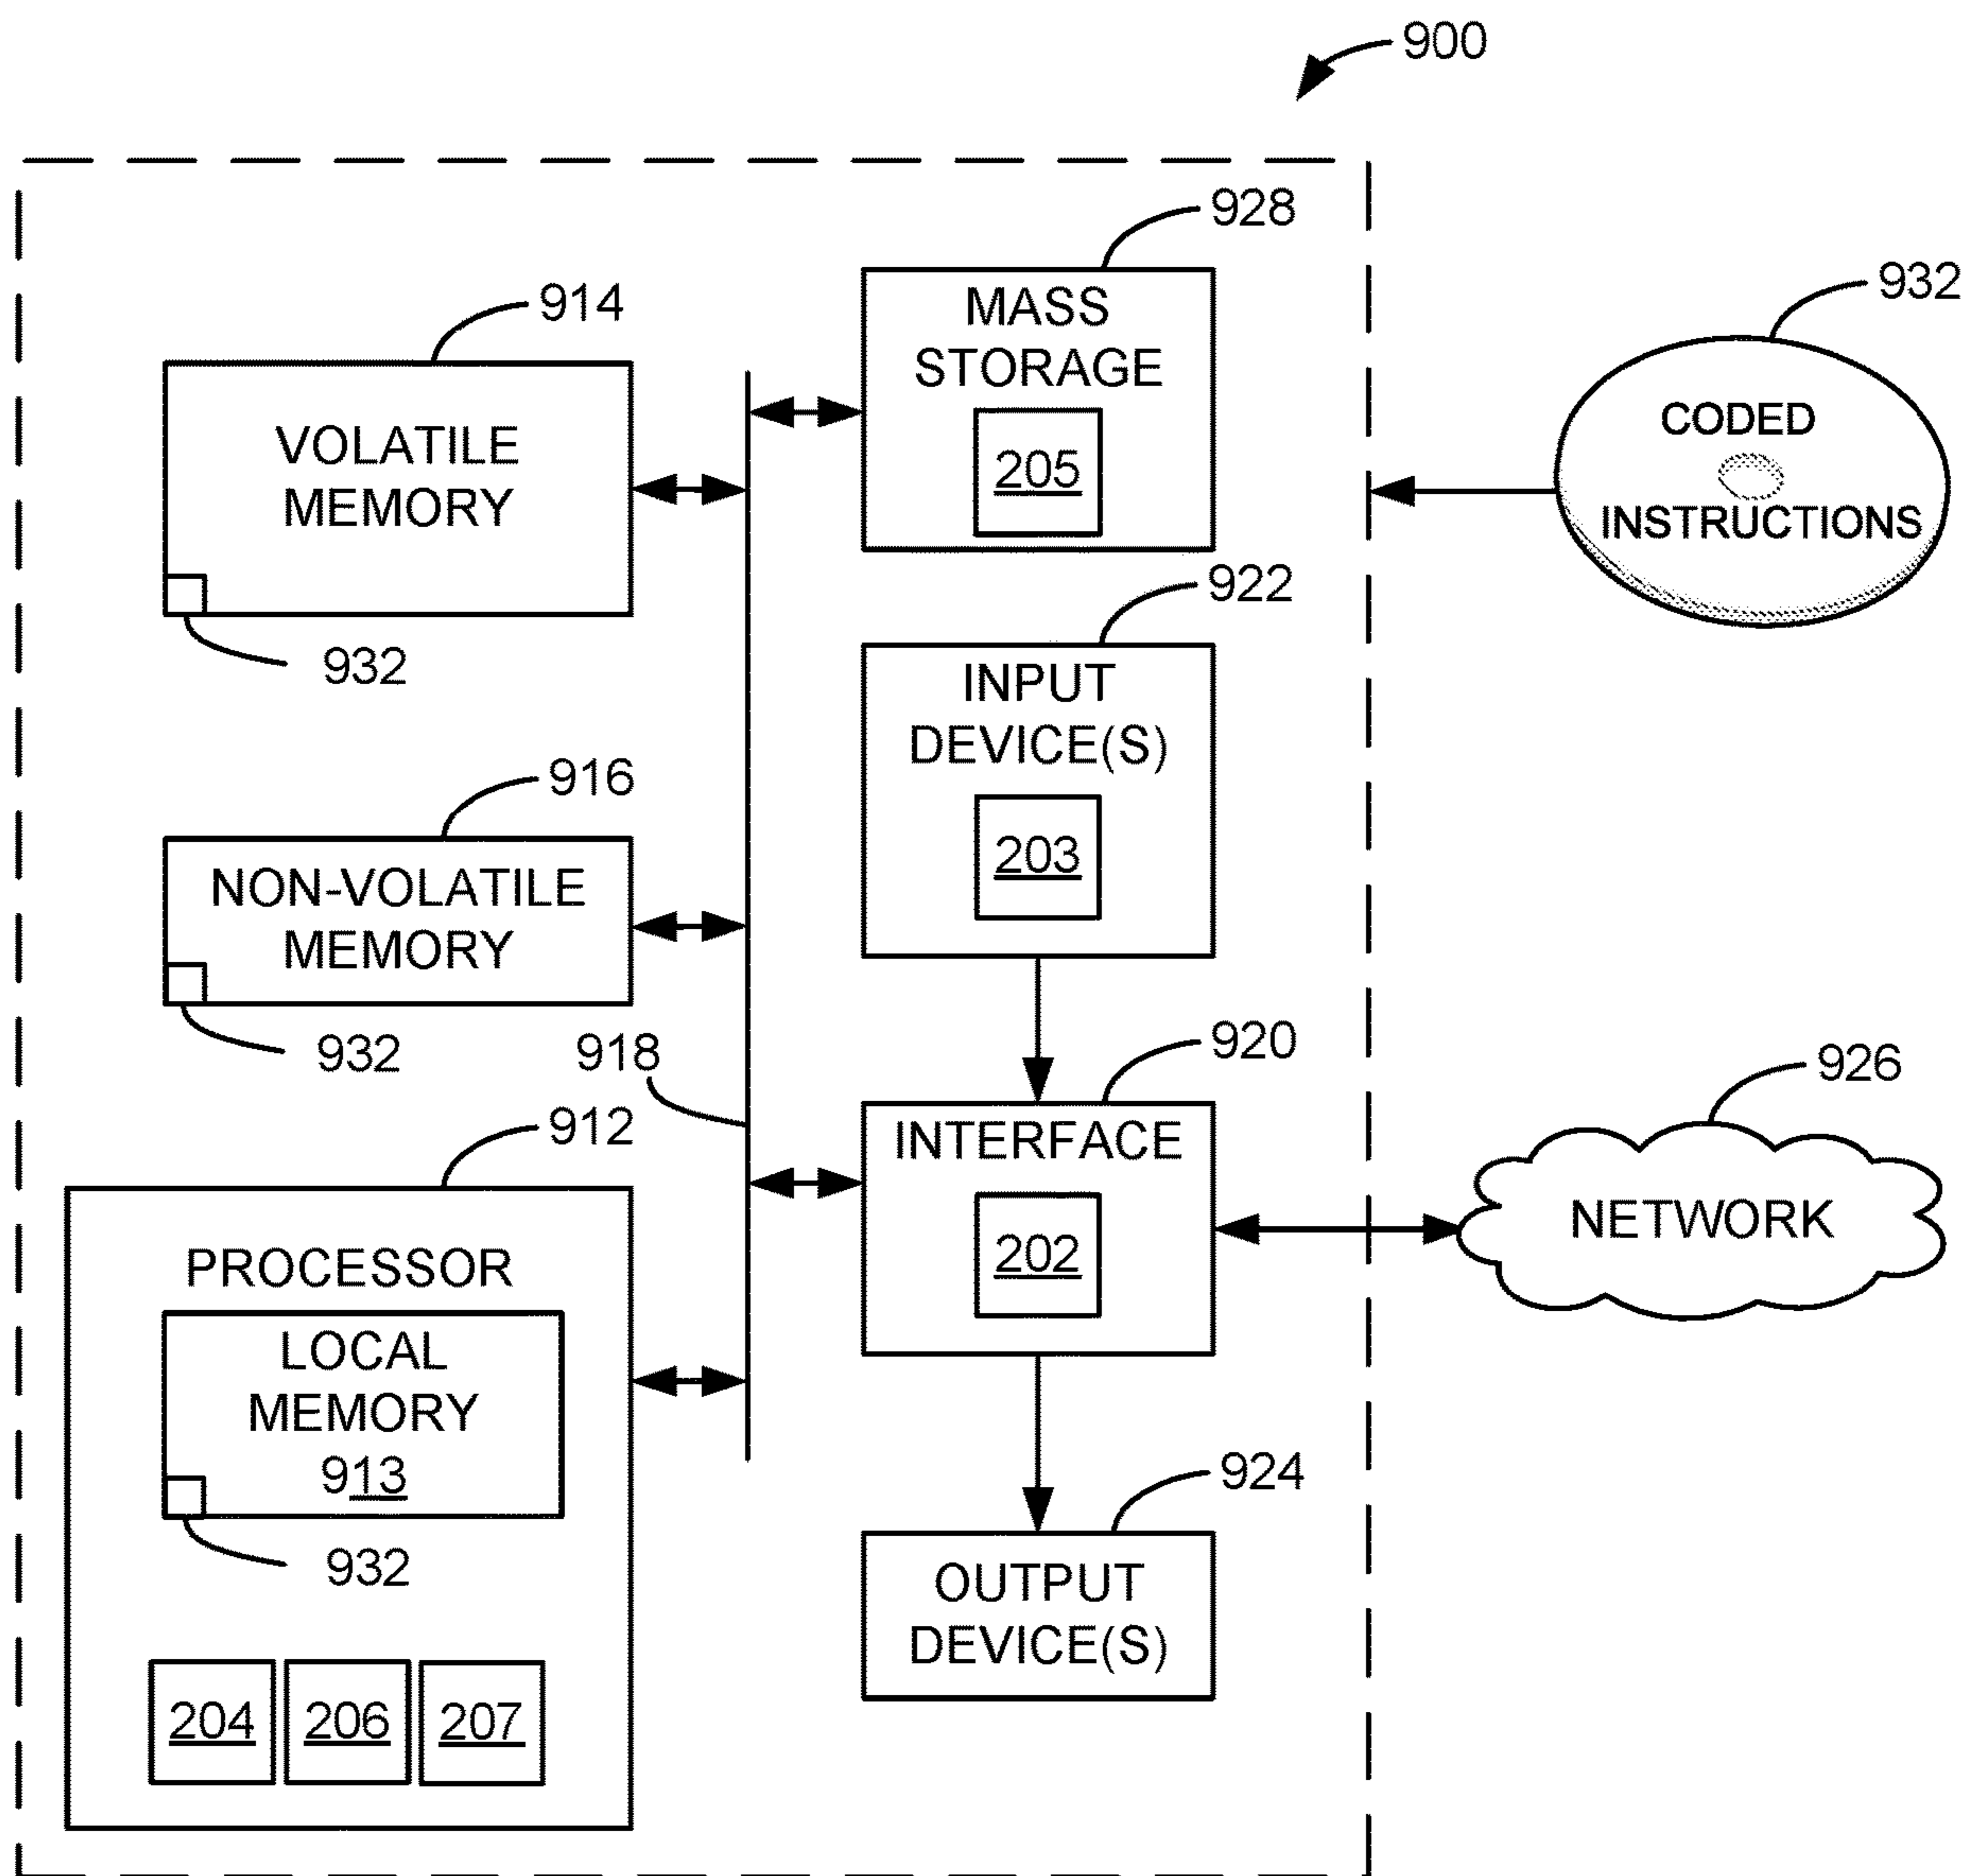 900
928
MASS
STORAGE
205
914
VOLATILE
MEMORY
932
932
CODED
INSTRUCTIONS
922
INPUT
DEVICE(S)
203
916
NON-VOLATILE
MEMORY
932
918
920
INTERFACE
202
926
NETWORK
912
PROCESSOR
LOCAL
MEMORY
913
932
204 206 207
924
OUTPUT
DEVICE(S)